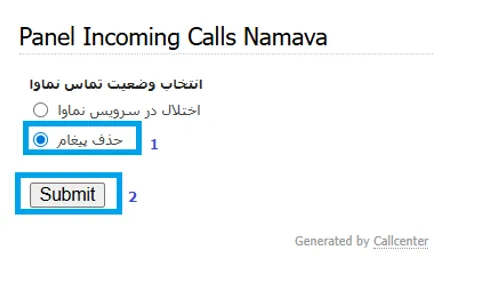 Panel Incoming Calls Namava
انتخاب وضعیت تماس نماوا
اختلال در سرویس نماوا
حذف پیغام 1
Submit 2
Generated by Callcenter